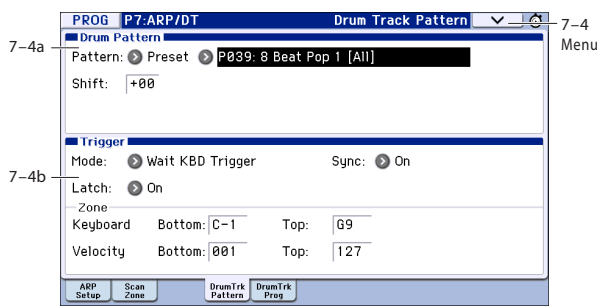 PROG P7:ARP/DT Drum Track Pattern
7-4
Menu
7-4a
Drum Pattern
Pattern: Preset P039: 8 Beat Pop 1 [All]
Shift: +00
Trigger
7-4b
Mode: Wait KBD Trigger Sync: On
Latch: On
Zone
Keyboard Bottom: C-1 Top: G9
Velocity Bottom: 001 Top: 127
ARP Setup Scan Zone DrumTrk Pattern DrumTrk Prog